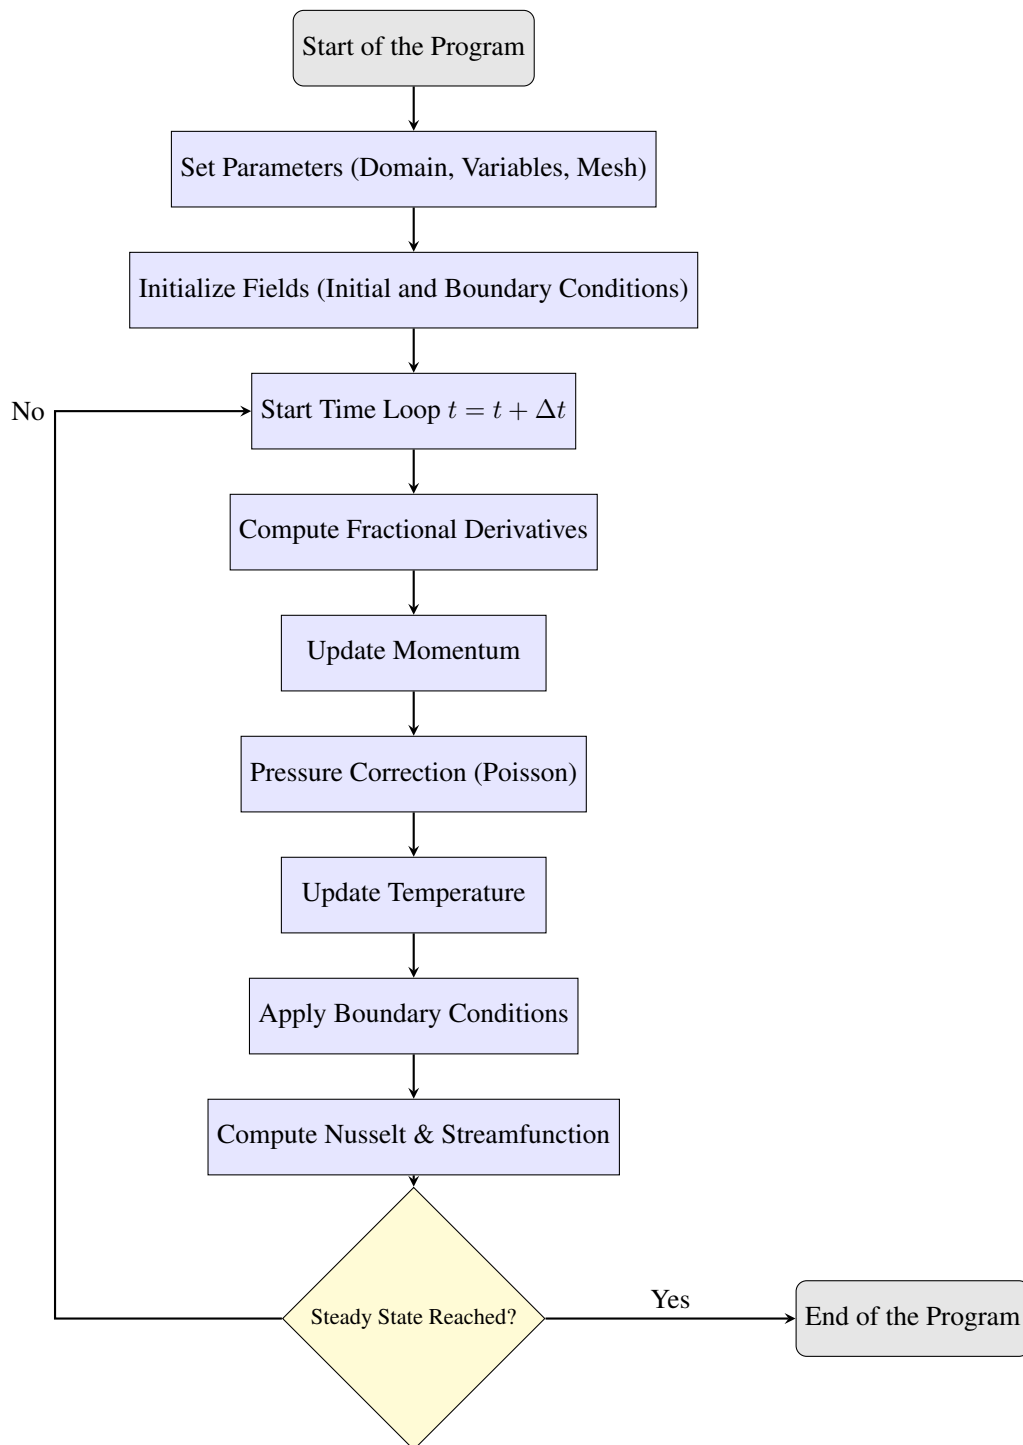 Start of the Program
Set Parameters (Domain, Variables, Mesh)
Initialize Fields (Initial and Boundary Conditions)
No
Start Time Loop t = t + Δt
Compute Fractional Derivatives
Update Momentum
Pressure Correction (Poisson)
Update Temperature
Apply Boundary Conditions
Compute Nusselt & Streamfunction
Steady State Reached?
Yes
End of the Program